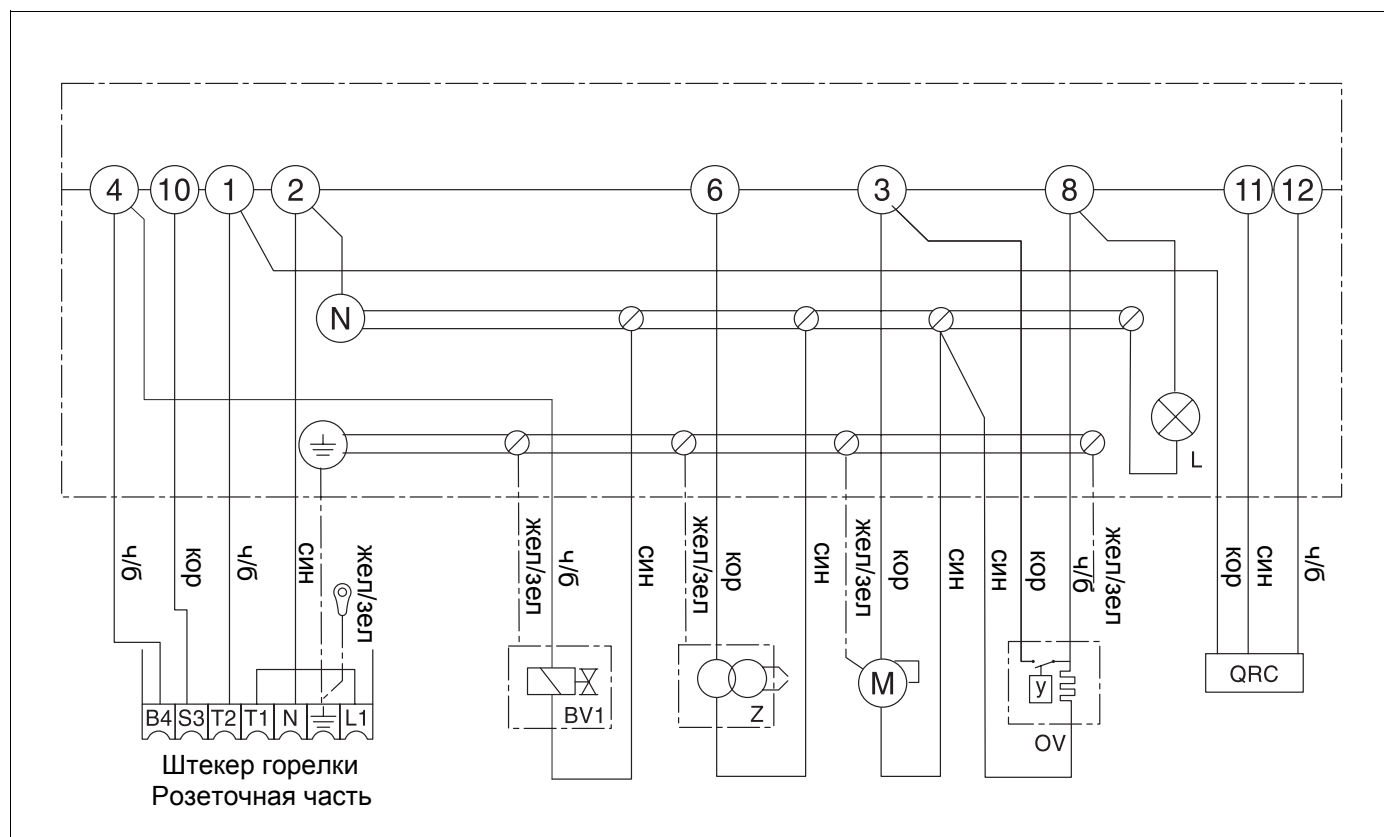 4 10 1 2 6 3 8 11 12
N
L
ч/б кор ч/б син жел/зел жел/зел ч/б син жел/зел кор син жел/зел кор син син кор ч/б жел/зел кор син ч/б
BV1 Z M y OV QRC
B4 S3 T2 T1 N L1
Штекер горелки
Розеточная часть